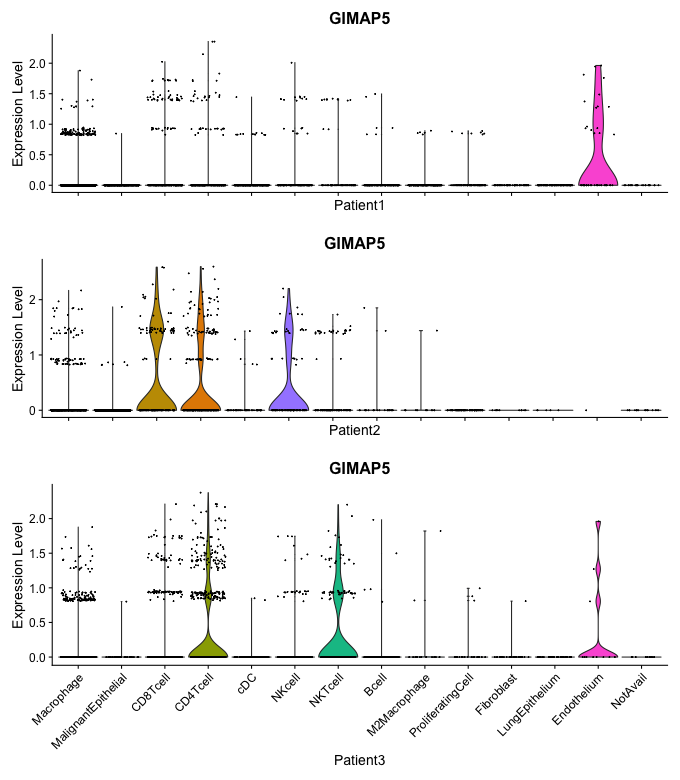 GIMAP5
Expression Level
2.0
1.5
1.0
0.5
0.0
Patient1
GIMAP5
Expression Level
2
1
0
Patient2
GIMAP5
Expression Level
2.0
1.5
1.0
0.5
0.0
Macrophage
MalignantEpithelial
CD8Tcell
CD4Tcell
cDC
NKcell
NKTcell
Bcell
M2Macrophage
ProliferatingCell
Fibroblast
LungEpithelium
Endothelium
NotAvail
Patient3